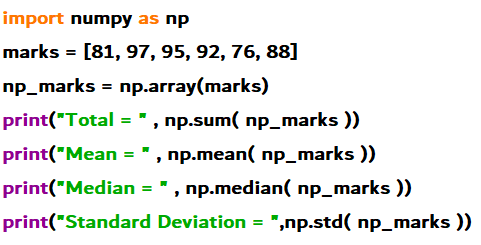 import numpy as np
marks = [81, 97, 95, 92, 76, 88]
np_marks = np.array(marks)
print("Total = " , np.sum( np_marks ))
print("Mean = " , np.mean( np_marks ))
print("Median = " , np.median( np_marks ))
print("Standard Deviation = ",np.std( np_marks ))